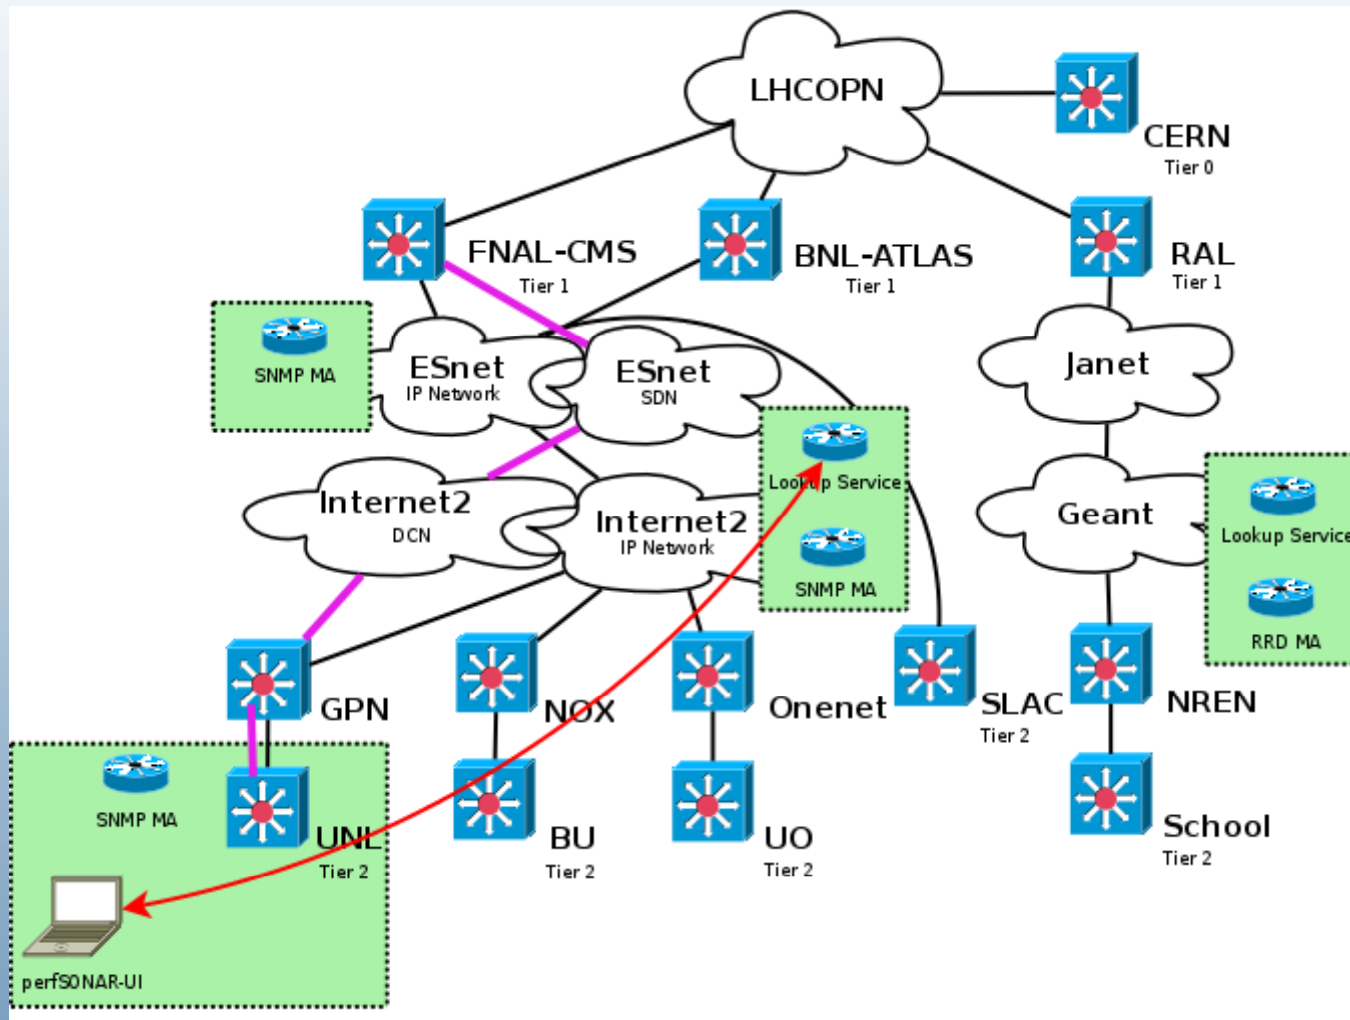 LHCOPN
CERN
Tier 0
FNAL-CMS
Tier 1
BNL-ATLAS
Tier 1
RAL
Tier 1
SNMP MA
ESnet
IP Network
ESnet
SDN
Janet
Lookup Service
SNMP MA
Internet2
DCN
Internet2
IP Network
Geant
Lookup Service
RRD MA
GPN
NOX
Onenet
SLAC
Tier 2
NREN
SNMP MA
UNL
Tier 2
BU
Tier 2
UO
Tier 2
School
Tier 2
perfSONAR-UI